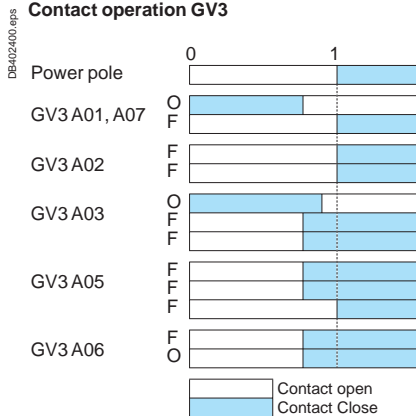 Contact operation GV3
DB402400.eps
0 1
Power pole
GV3 A01, A07
O
F
GV3 A02
F
F
GV3 A03
O
F
F
GV3 A05
F
F
F
GV3 A06
F
O
Contact open
Contact Close